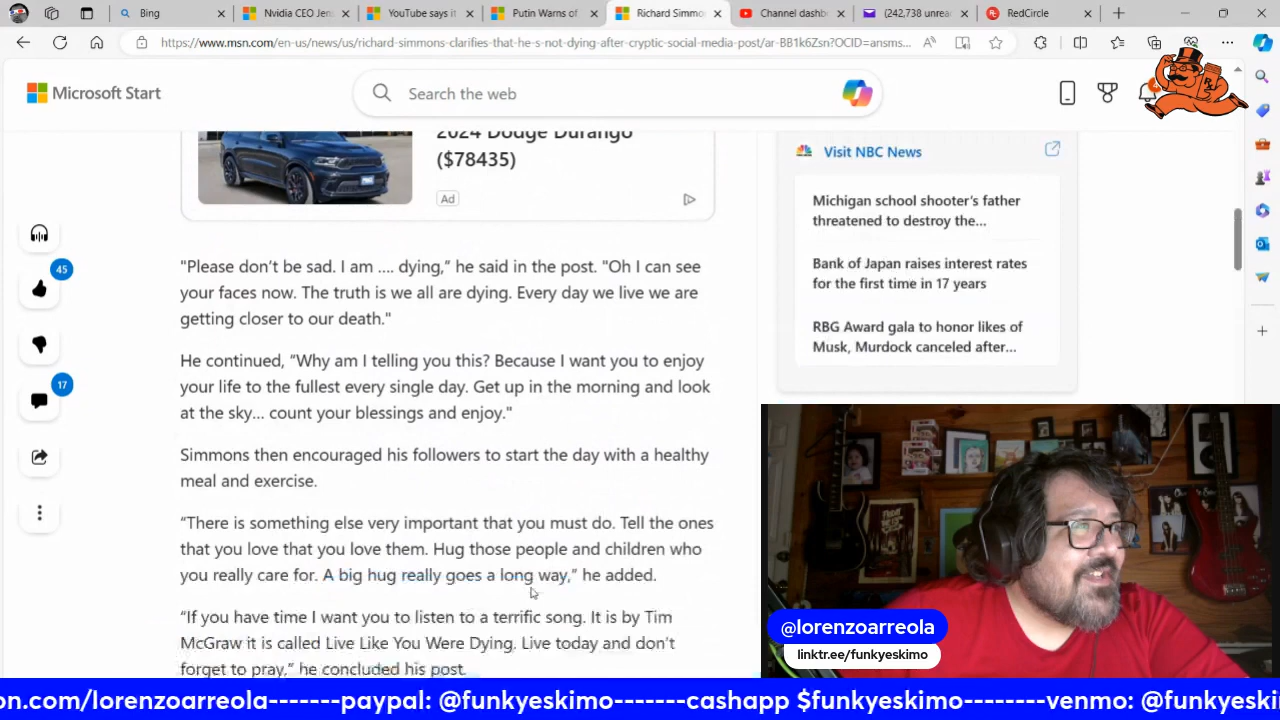 Bing
Nvidia CEO Jen
YouTube says it
Putin Warns of
Richard Simmo
Channel dashb
(242,738 unrea
RedCircle
https://www.msn.com/en-us/news/us/richard-simmons-clarifies-that-he-s-not-dying-after-cryptic-social-media-post/ar-BB1k6Zsn?OCID=ansms...
Microsoft Start
Search the web
2024 Dodge Durango
($78435)
Ad
Visit NBC News
Michigan school shooter's father
threatened to destroy the...
Bank of Japan raises interest rates
for the first time in 17 years
RBG Award gala to honor likes of
Musk, Murdock canceled after...
45
17
"Please don't be sad. I am .... dying," he said in the post. "Oh I can see
your faces now. The truth is we all are dying. Every day we live we are
getting closer to our death."
He continued, "Why am I telling you this? Because I want you to enjoy
your life to the fullest every single day. Get up in the morning and look
at the sky... count your blessings and enjoy."
Simmons then encouraged his followers to start the day with a healthy
meal and exercise.
"There is something else very important that you must do. Tell the ones
that you love that you love them. Hug those people and children who
you really care for. A big hug really goes a long way," he added.
"If you have time I want you to listen to a terrific song. It is by Tim
McGraw it is called Live Like You Were Dying. Live today and don't
forget to pray," he concluded his post.
@lorenzoarreola
linktr.ee/funkyeskimo
on.com/lorenzoarreola-------paypal: @funkyeskimo-------cashapp $funkyeskimo--------venmo: @funkyeski